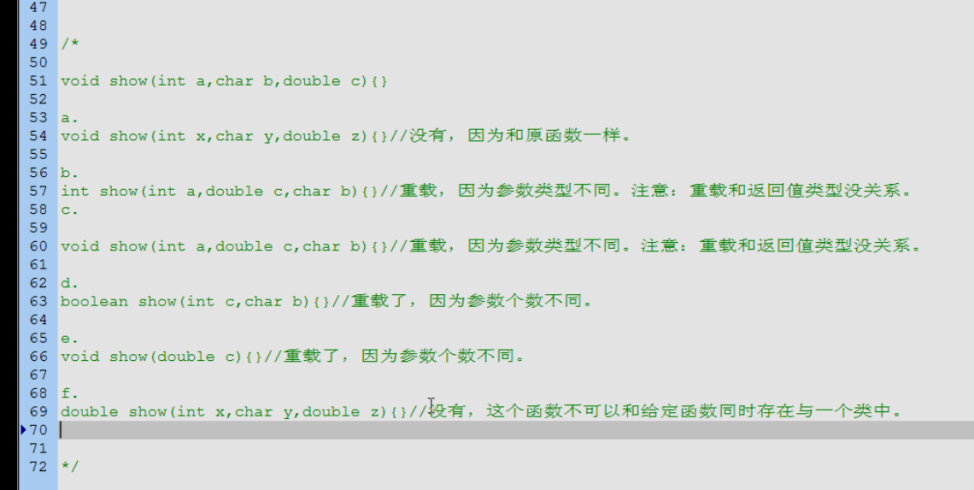 47
48
49 /*
50
51 void show(int a,char b,double c){}
52
53 a.
54 void show(int x,char y,double z){}//没有，因为和原函数一样。
55
56 b.
57 int show(int a,double c,char b){}//重载，因为参数类型不同。注意：重载和返回值类型没关系。
58 c.
59
60 void show(int a,double c,char b){}//重载，因为参数类型不同。注意：重载和返回值类型没关系。
61
62 d.
63 boolean show(int c,char b){}//重载了，因为参数个数不同。
64
65 e.
66 void show(double c){}//重载了，因为参数个数不同。
67
68 f.
69 double show(int x,char y,double z){}//没有，这个函数不可以和给定函数同时存在与一个类中。
70
71
72 */